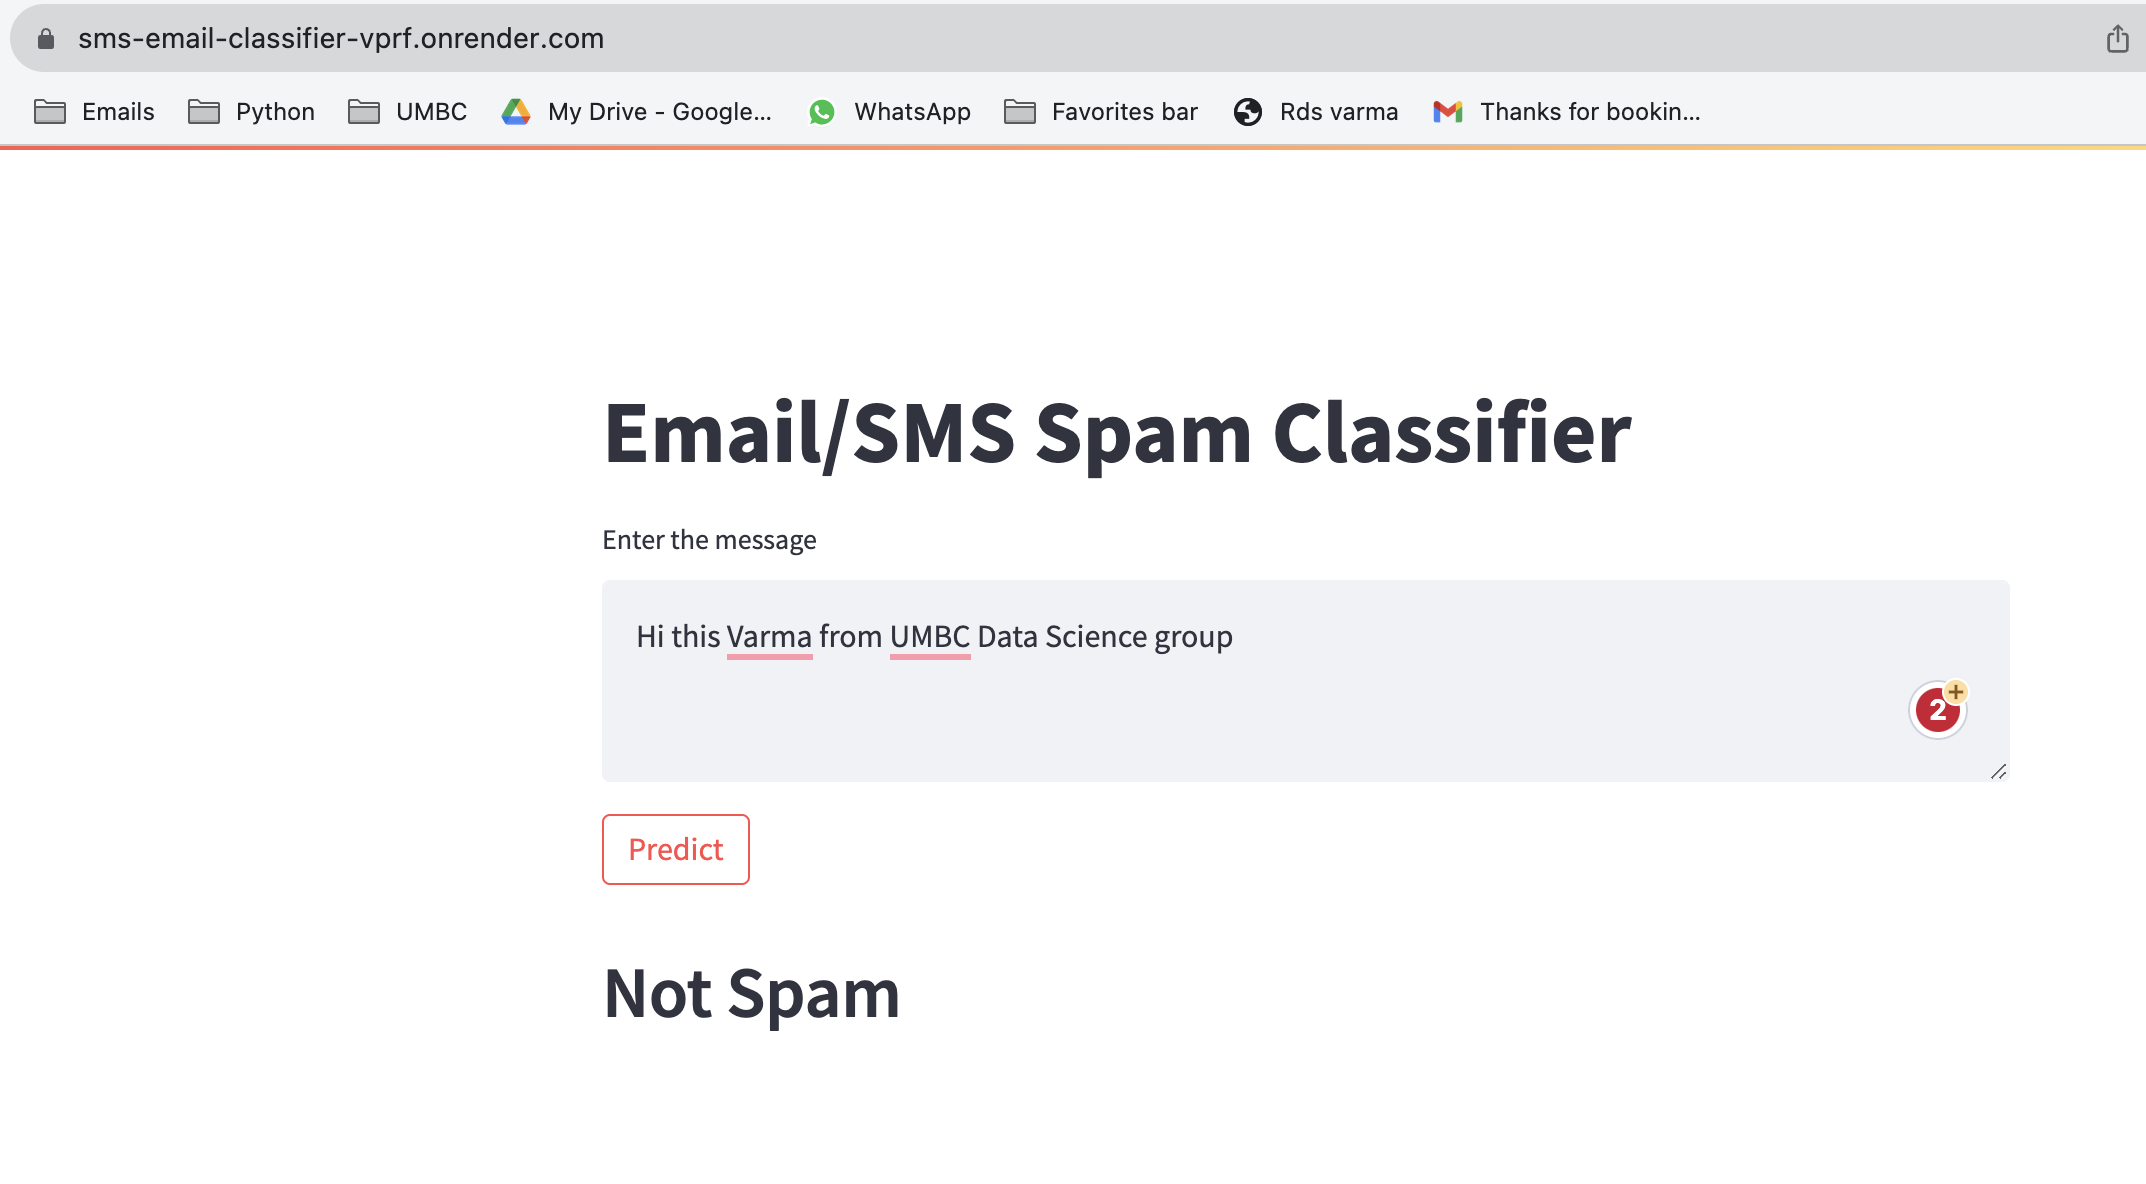 sms-email-classifier-vprf.onrender.com
Emails Python UMBC My Drive - Google... WhatsApp Favorites bar Rds varma Thanks for bookin...
Email/SMS Spam Classifier
Enter the message
Hi this Varma from UMBC Data Science group
2+
Predict
Not Spam